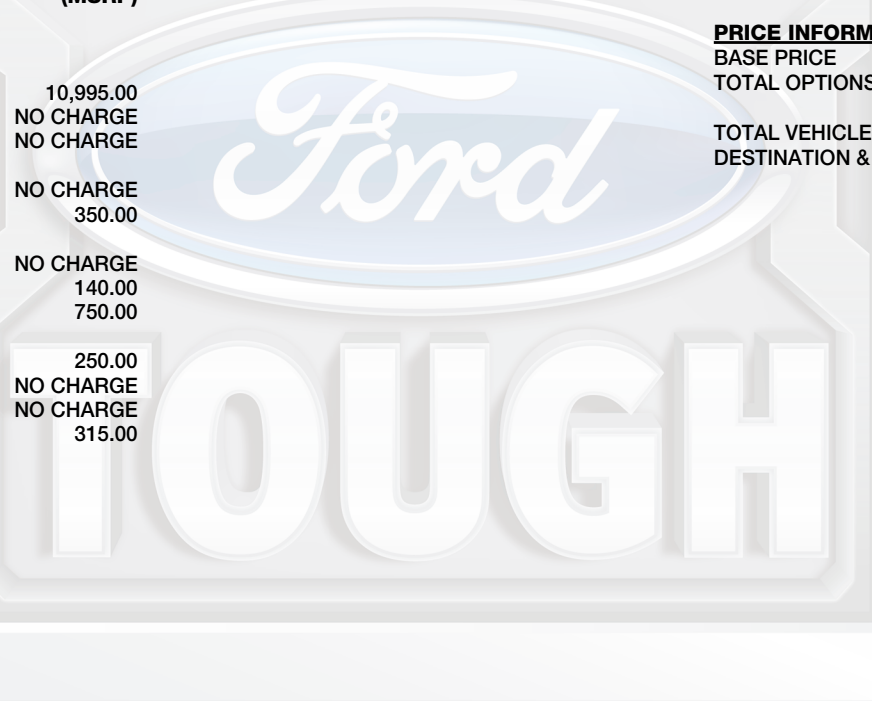 (MSRP)
10,995.00
NO CHARGE
NO CHARGE
NO CHARGE
350.00
NO CHARGE
140.00
750.00
250.00
NO CHARGE
NO CHARGE
315.00
PRICE INFORM
BASE PRICE
TOTAL OPTIONS
TOTAL VEHICLE
DESTINATION &
Ford
TOUGH